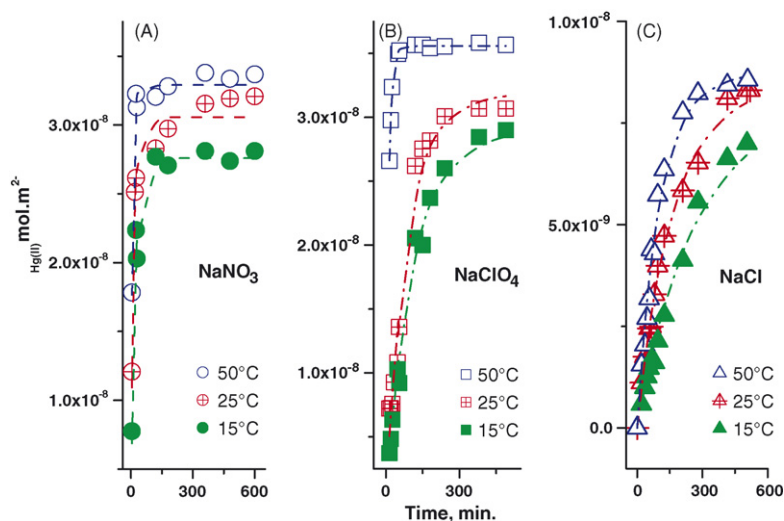 (A)
3.0x10⁻⁸
2.0x10⁻⁸
1.0x10⁻⁸
Hg(II) mol.m²⁻
NaNO₃
50°C
25°C
15°C
0 300 600
(B)
3.0x10⁻⁸
2.0x10⁻⁸
1.0x10⁻⁸
NaClO₄
50°C
25°C
15°C
0 300 600
Time, min.
(C)
1.0x10⁻⁸
5.0x10⁻⁹
0.0
NaCl
50°C
25°C
15°C
0 300 600